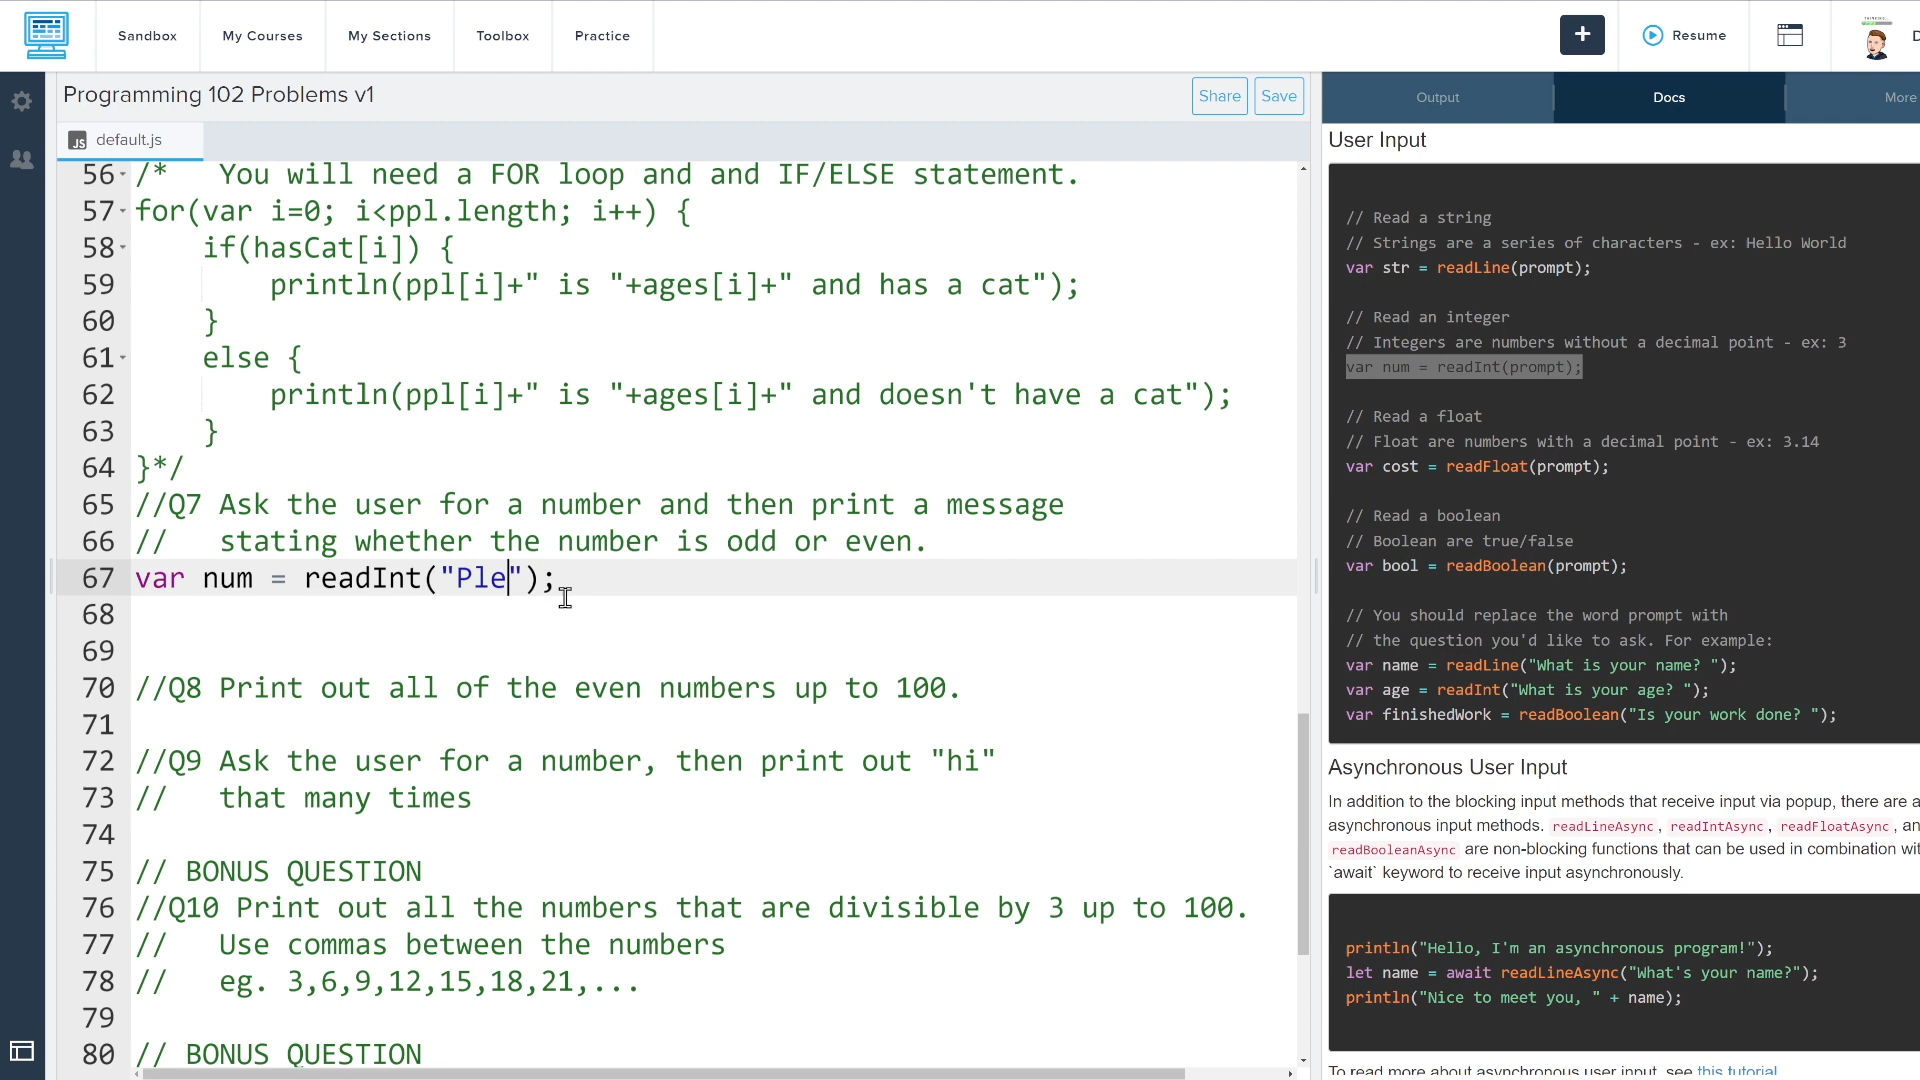 Sandbox
My Courses
My Sections
Toolbox
Practice
+
Resume
Programming 102 Problems v1
Share
Save
JS default.js
56 /*   You will need a FOR loop and and IF/ELSE statement.
57 for(var i=0; i<ppl.length; i++) {
58     if(hasCat[i]) {
59         println(ppl[i]+" is "+ages[i]+" and has a cat");
60     }
61     else {
62         println(ppl[i]+" is "+ages[i]+" and doesn't have a cat");
63     }
64 }*/
65 //Q7 Ask the user for a number and then print a message
66 //   stating whether the number is odd or even.
67 var num = readInt("Ple");
68
69
70 //Q8 Print out all of the even numbers up to 100.
71
72 //Q9 Ask the user for a number, then print out "hi"
73 //   that many times
74
75 // BONUS QUESTION
76 //Q10 Print out all the numbers that are divisible by 3 up to 100.
77 //   Use commas between the numbers
78 //   eg. 3,6,9,12,15,18,21,...
79
80 // BONUS QUESTION
Output
Docs
More
User Input
// Read a string
// Strings are a series of characters - ex: Hello World
var str = readLine(prompt);
// Read an integer
// Integers are numbers without a decimal point - ex: 3
var num = readInt(prompt);
// Read a float
// Float are numbers with a decimal point - ex: 3.14
var cost = readFloat(prompt);
// Read a boolean
// Boolean are true/false
var bool = readBoolean(prompt);
// You should replace the word prompt with
// the question you'd like to ask. For example:
var name = readLine("What is your name? ");
var age = readInt("What is your age? ");
var finishedWork = readBoolean("Is your work done? ");
Asynchronous User Input
In addition to the blocking input methods that receive input via popup, there are a
asynchronous input methods. readLineAsync, readIntAsync, readFloatAsync, an
readBooleanAsync are non-blocking functions that can be used in combination wi
`await` keyword to receive input asynchronously.
println("Hello, I'm an asynchronous program!");
let name = await readLineAsync("What's your name?");
println("Nice to meet you, " + name);
To read more about asynchronous user input, see this tutorial